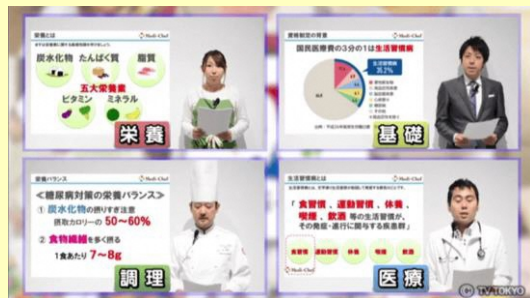 栄養とは
Medi-Chef
炭水化物 たんぱく質 脂質
五大栄養素
ビタミン ミネラル
栄養
資格制定の背景
Medi-Chef
国民医療費の3分の1は生活習慣病
生活習慣病
35.2%
基礎
栄養バランス
Medi-Chef
≪糖尿病対策の栄養バランス≫
① 炭水化物の摂りすぎ注意
摂取カロリーの 50～60%
② 食物繊維を多く摂る
1食あたり 7～8g
調理
生活習慣病とは
Medi-Chef
「食習慣、運動習慣、休養、
喫煙、飲酒 等の生活習慣が、
その発症・進行に関与する疾患群」
食習慣 運動習慣 休養 喫煙 飲酒
Medi-Chef
医療
©TV TOKYO